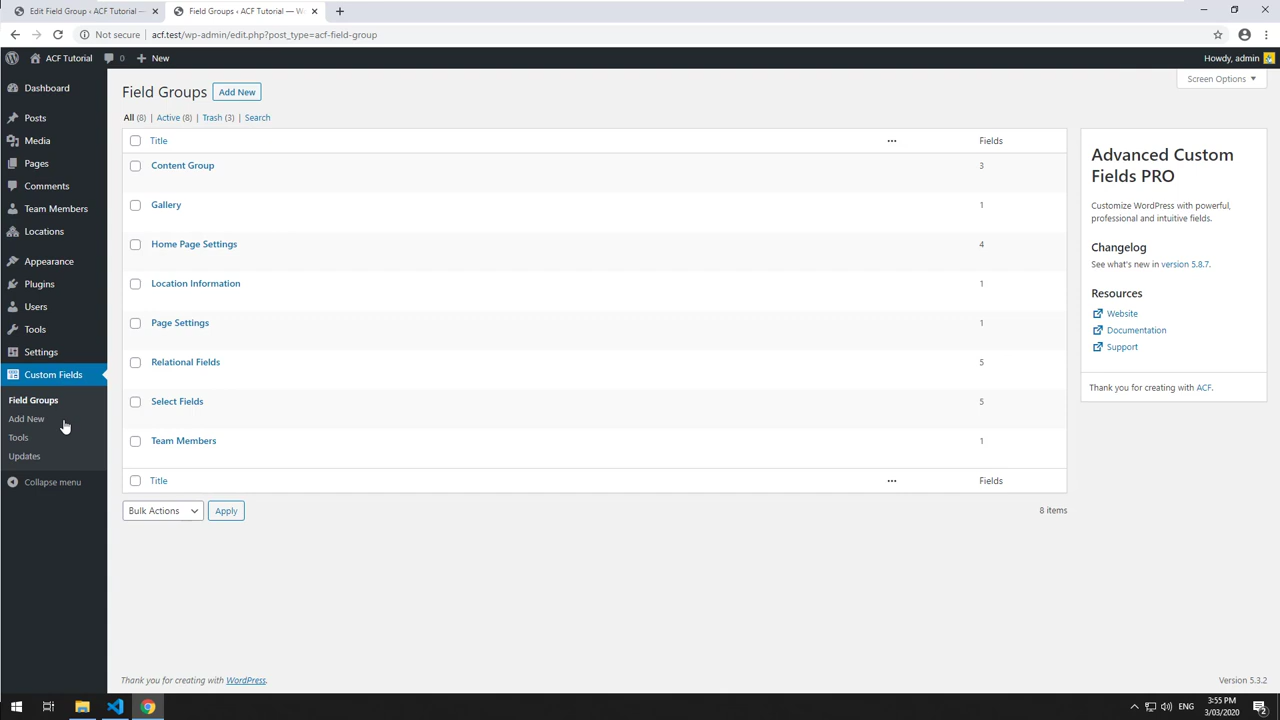 Edit Field Group ‹ ACF Tutorial —
Field Groups ‹ ACF Tutorial — W
Not secure | acf.test/wp-admin/edit.php?post_type=acf-field-group
ACF Tutorial 0 New
Howdy, admin
Screen Options
Dashboard
Posts
Media
Pages
Comments
Team Members
Locations
Appearance
Plugins
Users
Tools
Settings
Custom Fields
Field Groups
Add New
Tools
Updates
Collapse menu
Field Groups Add New
All (8) | Active (8) | Trash (3) | Search
Title ... Fields
Content Group 3
Gallery 1
Home Page Settings 4
Location Information 1
Page Settings 1
Relational Fields 5
Select Fields 5
Team Members 1
Title ... Fields
Bulk Actions Apply
8 items
Advanced Custom
Fields PRO
Customize WordPress with powerful,
professional and intuitive fields.
Changelog
See what's new in version 5.8.7.
Resources
Website
Documentation
Support
Thank you for creating with ACF.
Thank you for creating with WordPress.
Version 5.3.2
ENG
3:55 PM
3/03/2020
2